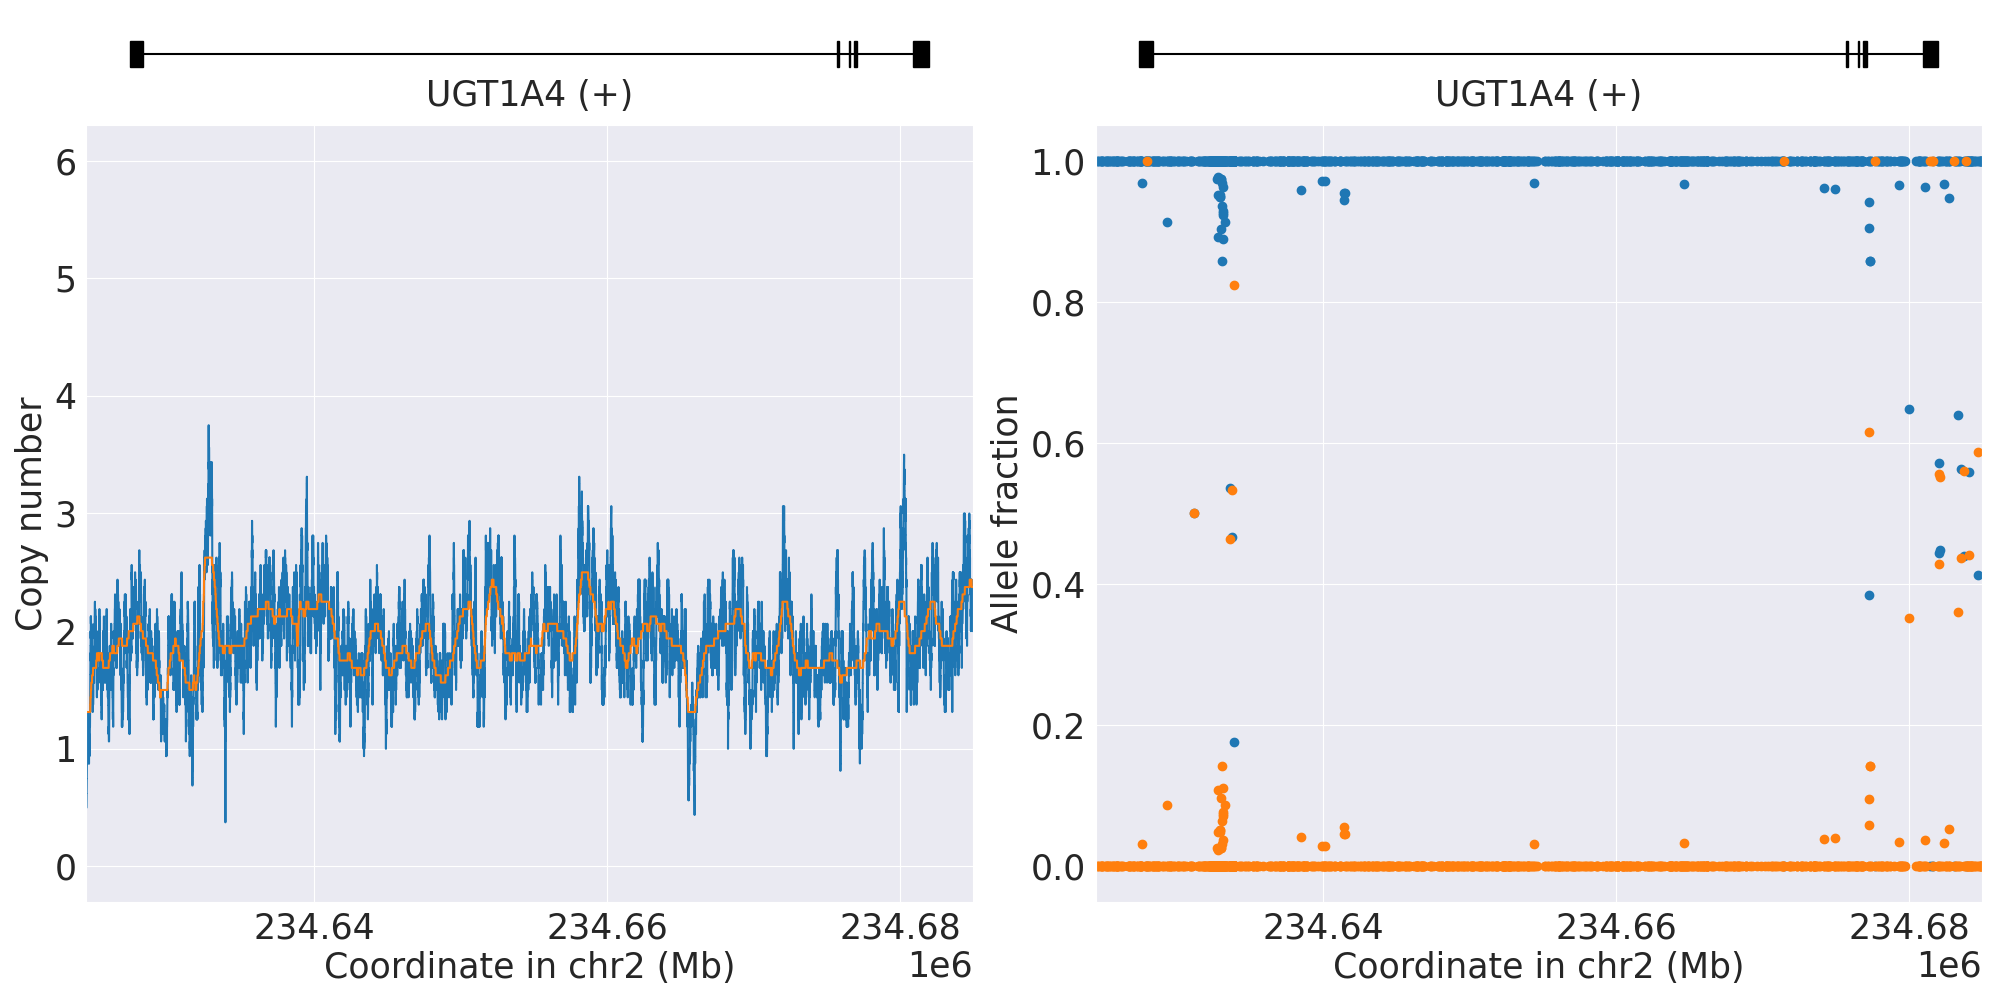 UGT1A4 (+)
6
5
4
3
2
1
0
Copy number
234.64
234.66
234.68
Coordinate in chr2 (Mb)
1e6
UGT1A4 (+)
1.0
0.8
0.6
0.4
0.2
0.0
Allele fraction
234.64
234.66
234.68
Coordinate in chr2 (Mb)
1e6